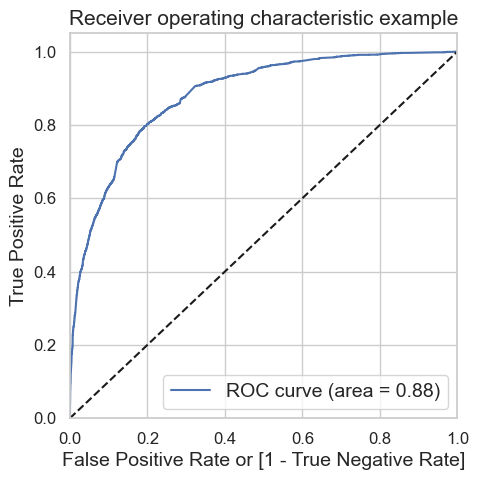 Receiver operating characteristic example
True Positive Rate
1.0
0.8
0.6
0.4
0.2
0.0
ROC curve (area = 0.88)
0.0 0.2 0.4 0.6 0.8 1.0
False Positive Rate or [1 - True Negative Rate]